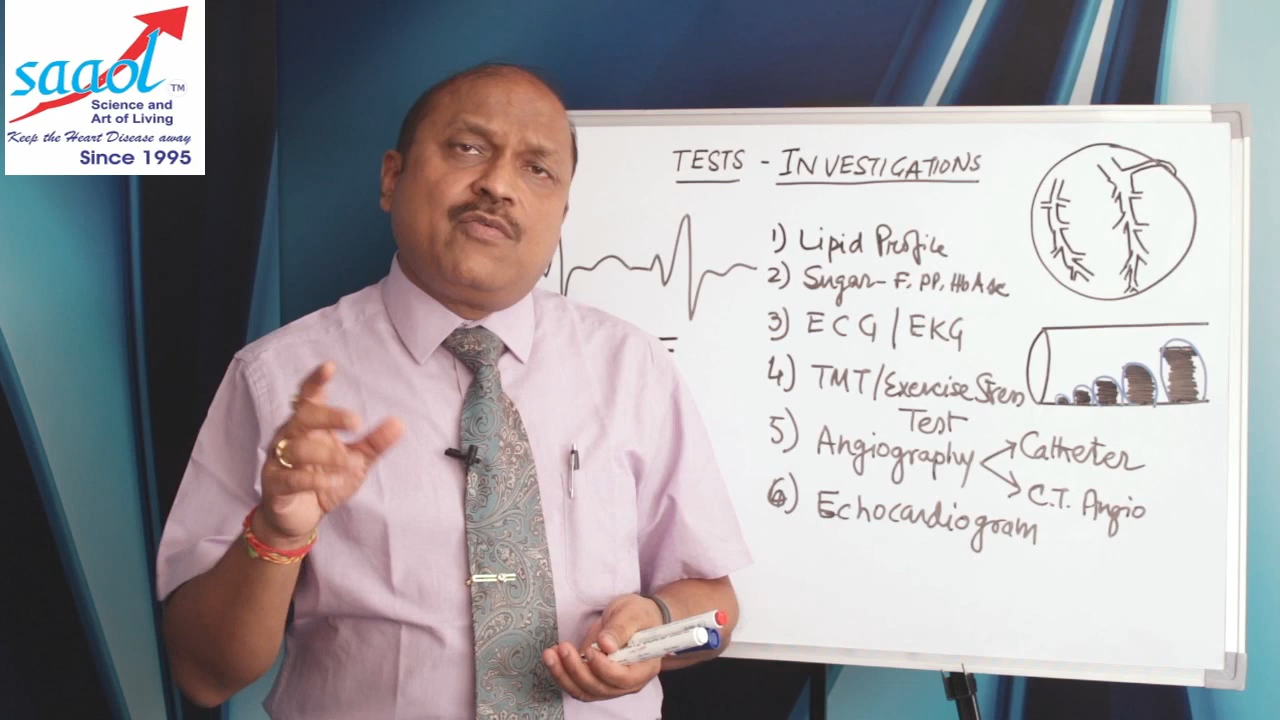 saaol TM
Science and
Art of Living
Keep the Heart Disease away
Since 1995
TESTS - INVESTIGATIONS
1) Lipid Profile
2) Sugar - F, PP,
3) ECG / EKG
4) TMT/Exercise Stress
Test
5) Angiography
Catheter
C.T. Angio
6) Echocardiogram